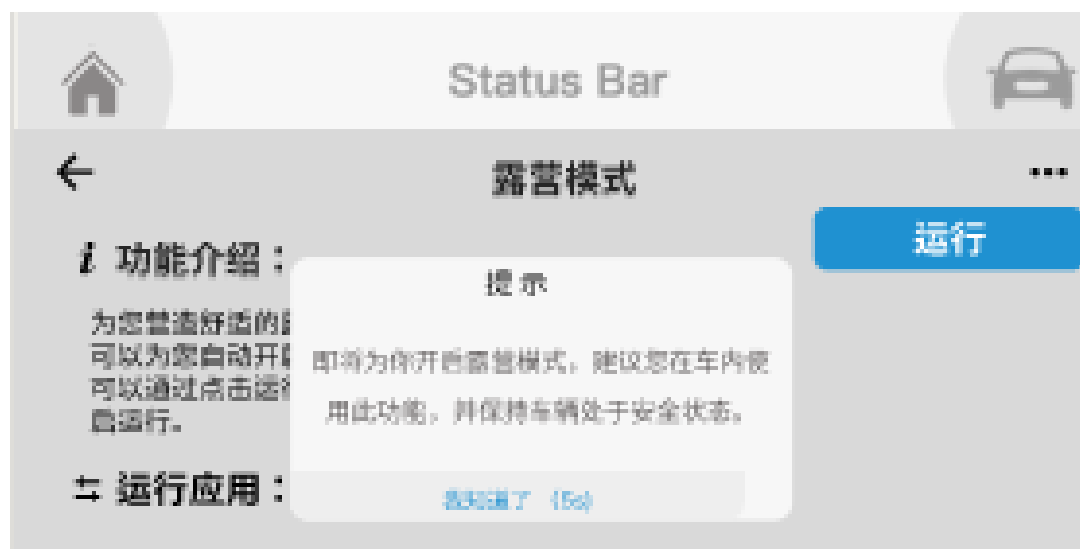 Status Bar
露营模式
运行
i 功能介绍：
提示
为您营造舒适的
可以为您自动开
可以通过点击运行
启运行。
即将为你开启露营模式，建议您在车内使
用此功能，并保持车辆处于安全状态。
运行应用：
我知道了（5s）